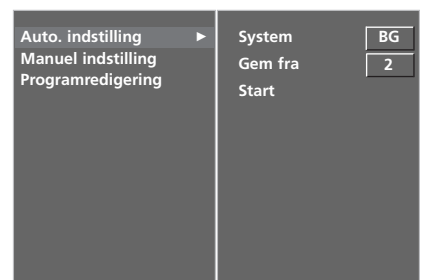 Auto. indstilling ►
Manuel indstilling
Programredigering
System BG
Gem fra 2
Start